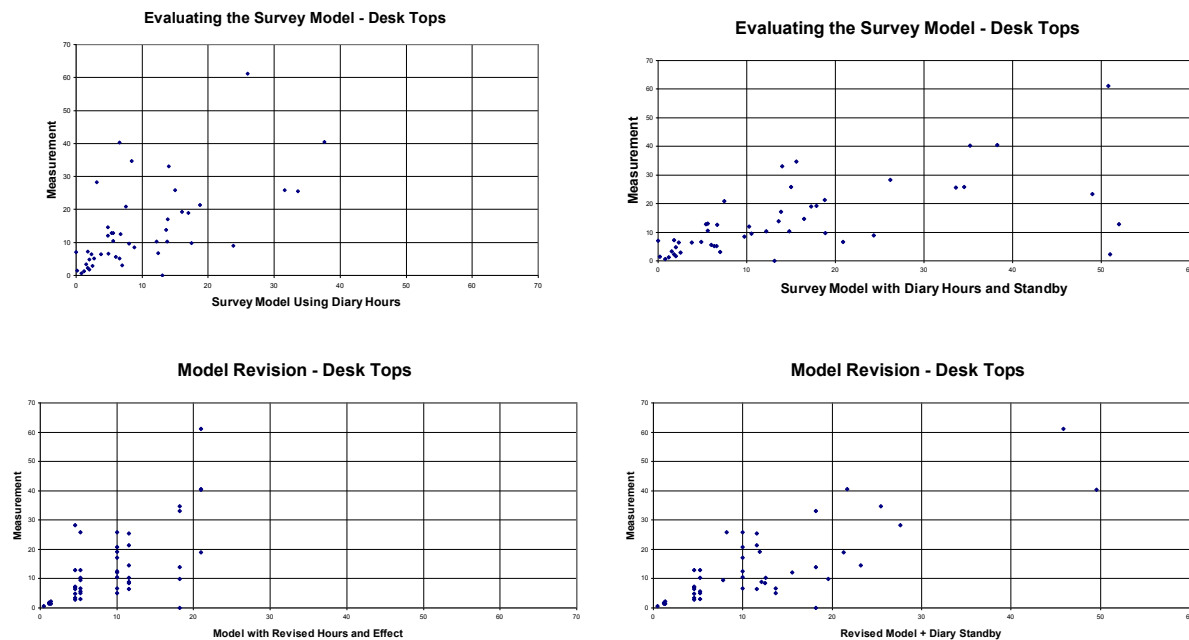 Evaluating the Survey Model - Desk Tops
70
60
50
40
30
20
10
0
Measurement
0 10 20 30 40 50 60 70
Survey Model Using Diary Hours
Evaluating the Survey Model - Desk Tops
70
60
50
40
30
20
10
0
Measurement
0 10 20 30 40 50 60
Survey Model with Diary Hours and Standby
Model Revision - Desk Tops
70
60
50
40
30
20
10
0
Measurement
0 10 20 30 40 50 60 70
Model with Revised Hours and Effect
Model Revision - Desk Tops
70
60
50
40
30
20
10
0
Measurement
0 10 20 30 40 50 60
Revised Model + Diary Standby